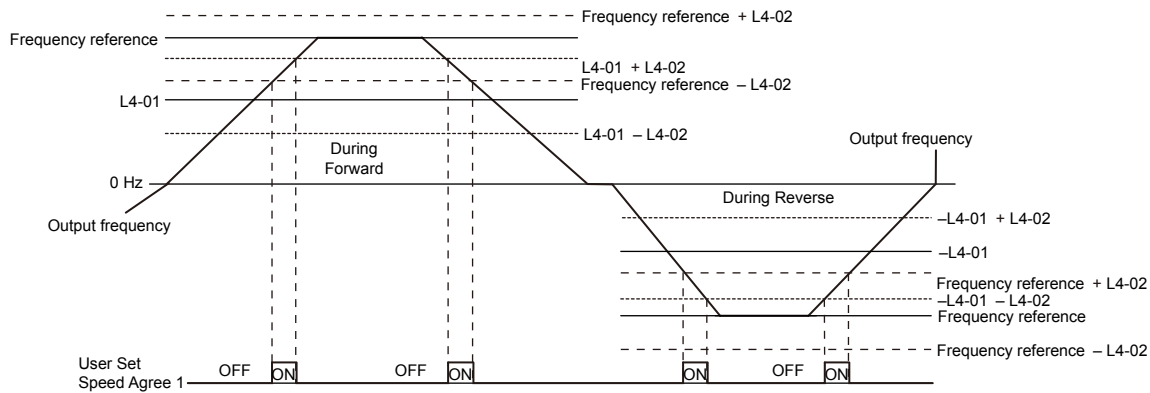 Frequency reference + L4-02
Frequency reference
L4-01 + L4-02
Frequency reference – L4-02
L4-01
L4-01 – L4-02
During
Forward
Output frequency
0 Hz
During Reverse
Output frequency
–L4-01 + L4-02
–L4-01
Frequency reference + L4-02
–L4-01 – L4-02
Frequency reference
Frequency reference – L4-02
User Set
Speed Agree 1
OFF
ON
OFF
ON
ON
OFF
ON